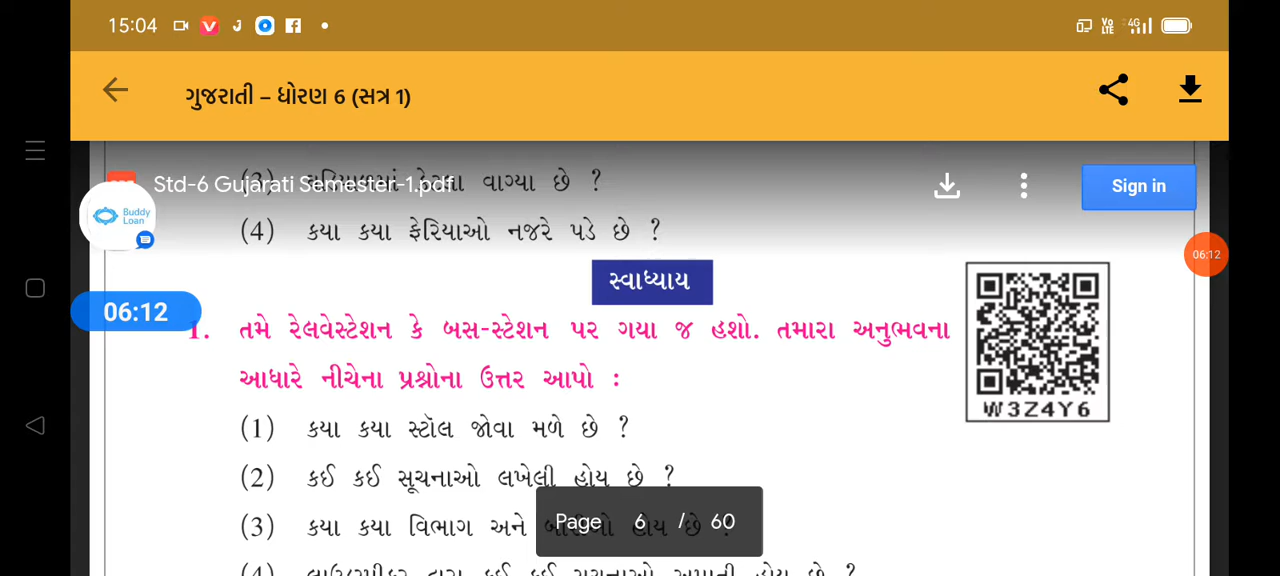 15:04
VO LTE 4G
ગુજરાતી – ધોરણ 6 (સત્ર 1)
Std-6 Gujarati Semester-1.pdf
Sign in
વાગ્યા છે ?
Buddy Loan
(4) કયા કયા ફેરિયાઓ નજરે પડે છે ?
06:12
સ્વાધ્યાય
06:12
1. તમે રેલવેસ્ટેશન કે બસ-સ્ટેશન પર ગયા જ હશો. તમારા અનુભવના
આધારે નીચેના પ્રશ્નોના ઉત્તર આપો :
W3Z4Y6
(1) કયા કયા સ્ટૉલ જોવા મળે છે ?
(2) કઈ કઈ સૂચનાઓ લખેલી હોય છે ?
(3) કયા કયા વિભાગ અને
Page 6 / 60